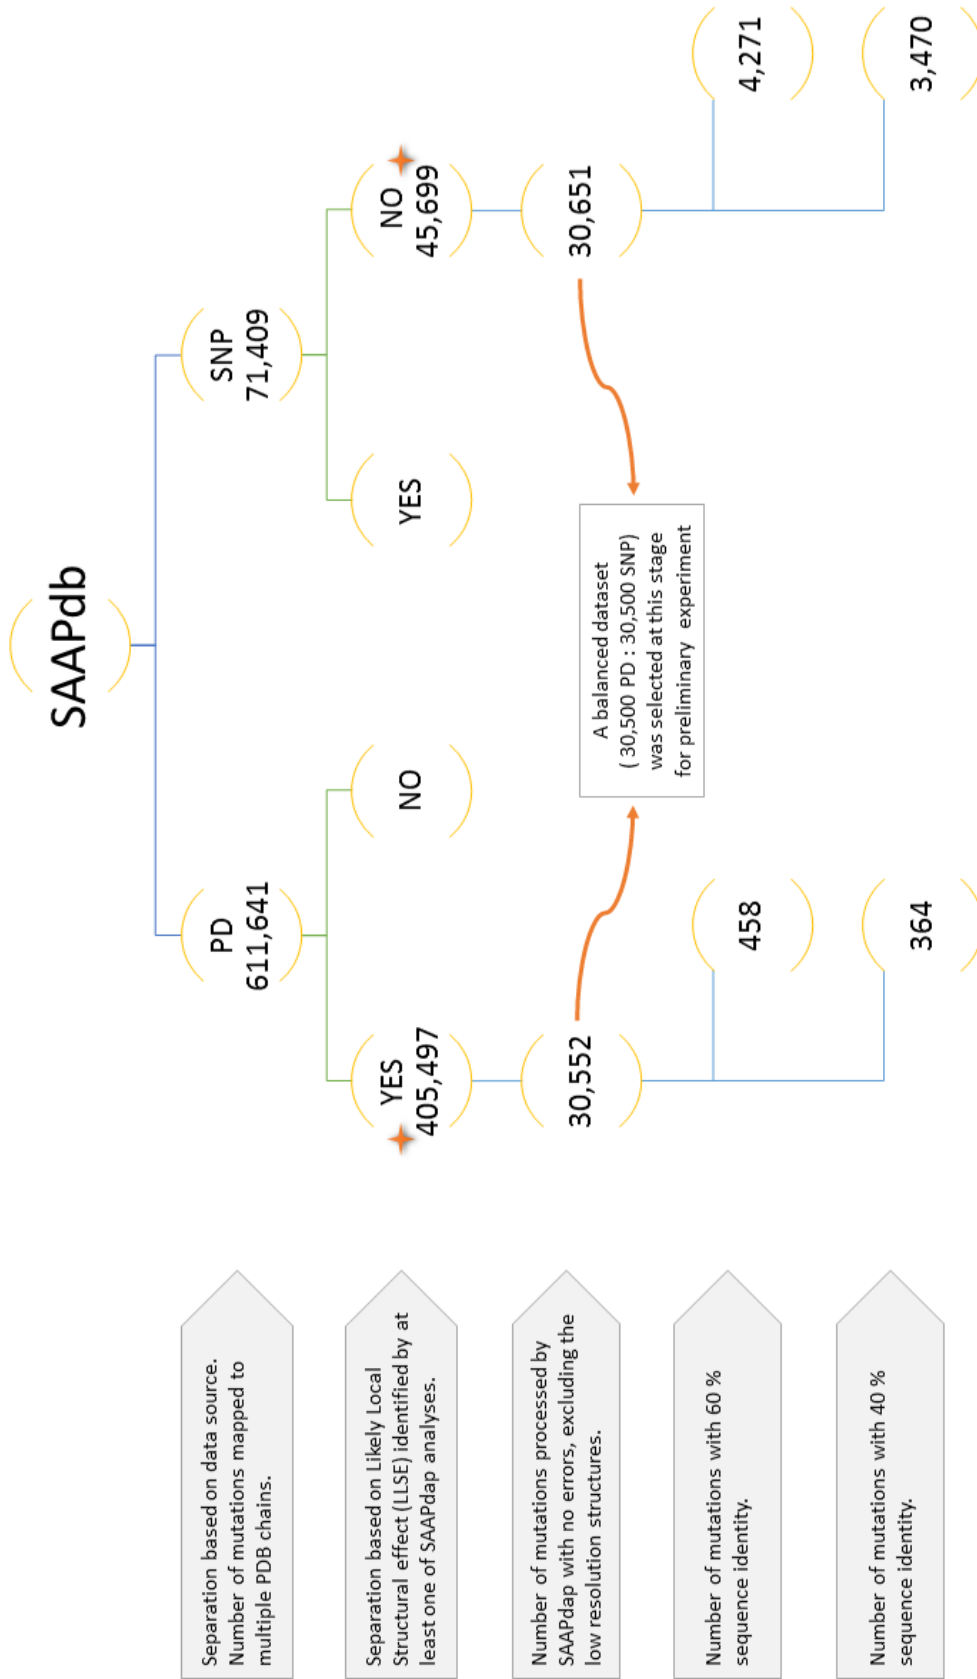 SAAPdb
Separation based on data source.
Number of mutations mapped to
multiple PDB chains.
PD
611,641
SNP
71,409
Separation based on Likely Local
Structural effect (LLSE) identified by at
least one of SAAPdap analyses.
YES
405,497
NO
YES
NO
45,699
Number of mutations processed by
SAAPdap with no errors, excluding the
low resolution structures.
30,552
30,651
A balanced dataset
( 30,500 PD : 30,500 SNP)
was selected at this stage
for preliminary experiment
Number of mutations with 60 %
sequence identity.
458
4,271
Number of mutations with 40 %
sequence identity.
364
3,470